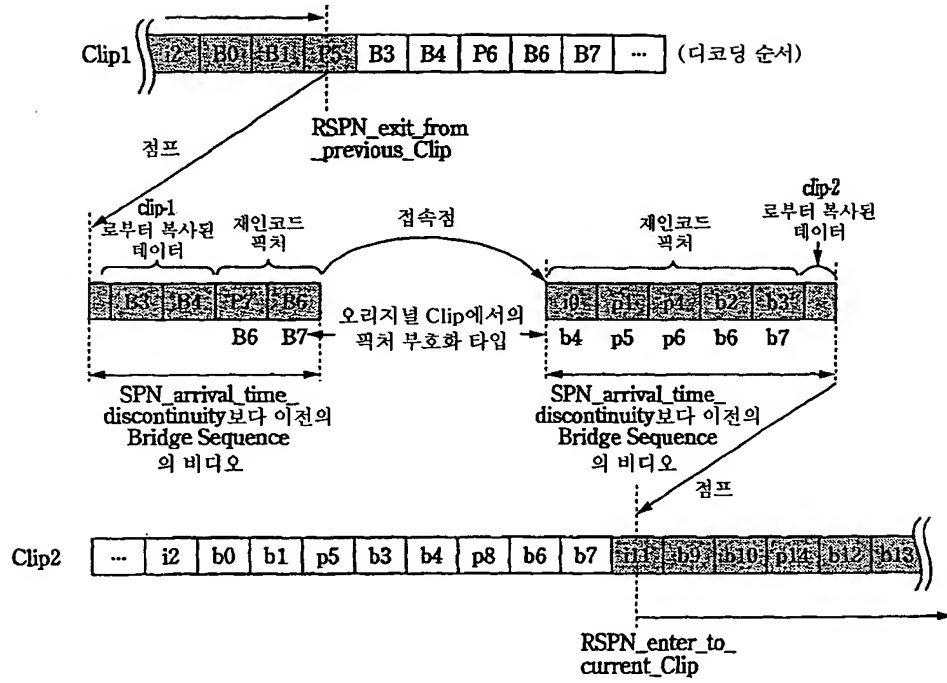 Clip1 i2 B0 B1 P5 B3 B4 P6 B6 B7 ... (디코딩 순서)
RSPN_exit_from
_previous_Clip
점프
clip-1
로부터 복사된
데이터
재인코드
픽처
접속점
재인코드
픽처
clip-2
로부터 복사된
데이터
B3 B4 P7 B6
i0 p1 p4 b2 b3
B6 B7
오리지널 Clip에서의
픽처 부호화 타입
b4 p5 p6 b6 b7
SPN_arrival_time_
discontinuity보다 이전의
Bridge Sequence
의 비디오
SPN_arrival_time_
discontinuity보다 이전의
Bridge Sequence
의 비디오
점프
Clip2 ... i2 b0 b1 p5 b3 b4 p8 b6 b7 i11 b9 b10 p14 b12 b13
RSPN_enter_to_
current_Clip